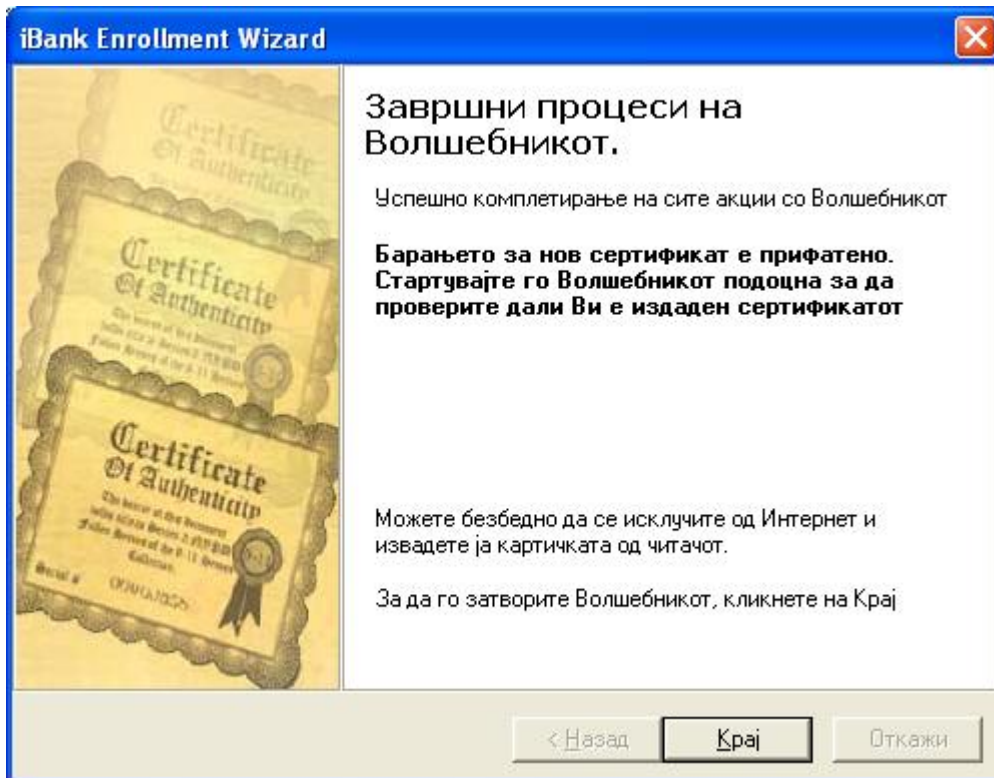 iBank Enrollment Wizard
Certificate
Of Authenticity
Certificate
Of Authenticity
Certificate
Of Authenticity
Завршни процеси на
Волшебникот.
Успешно комплетирање на сите акции со Волшебникот
Барањето за нов сертификат е прифатено.
Стартувајте го Волшебникот подоцна за да
проверите дали Ви е издаден сертификатот
Можете безбедно да се исклучите од Интернет и
извадете ја картичката од читачот.
За да го затворите Волшебникот, кликнете на Крај
< Назад
Крај
Откажи